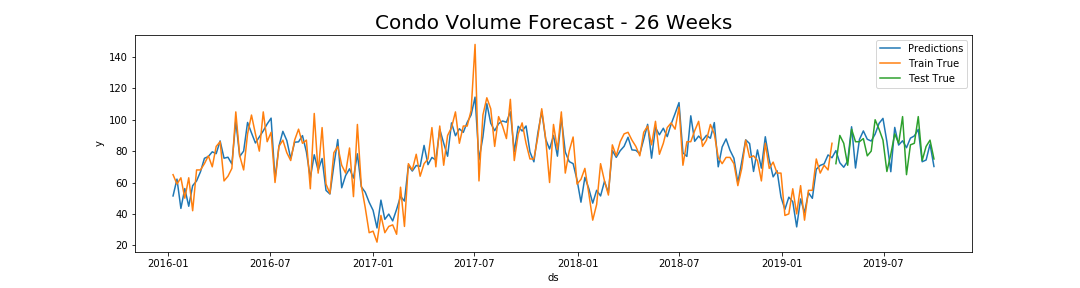 Condo Volume Forecast - 26 Weeks
Predictions
Train True
Test True
y
140
120
100
80
60
40
20
2016-01
2016-07
2017-01
2017-07
2018-01
2018-07
2019-01
2019-07
ds